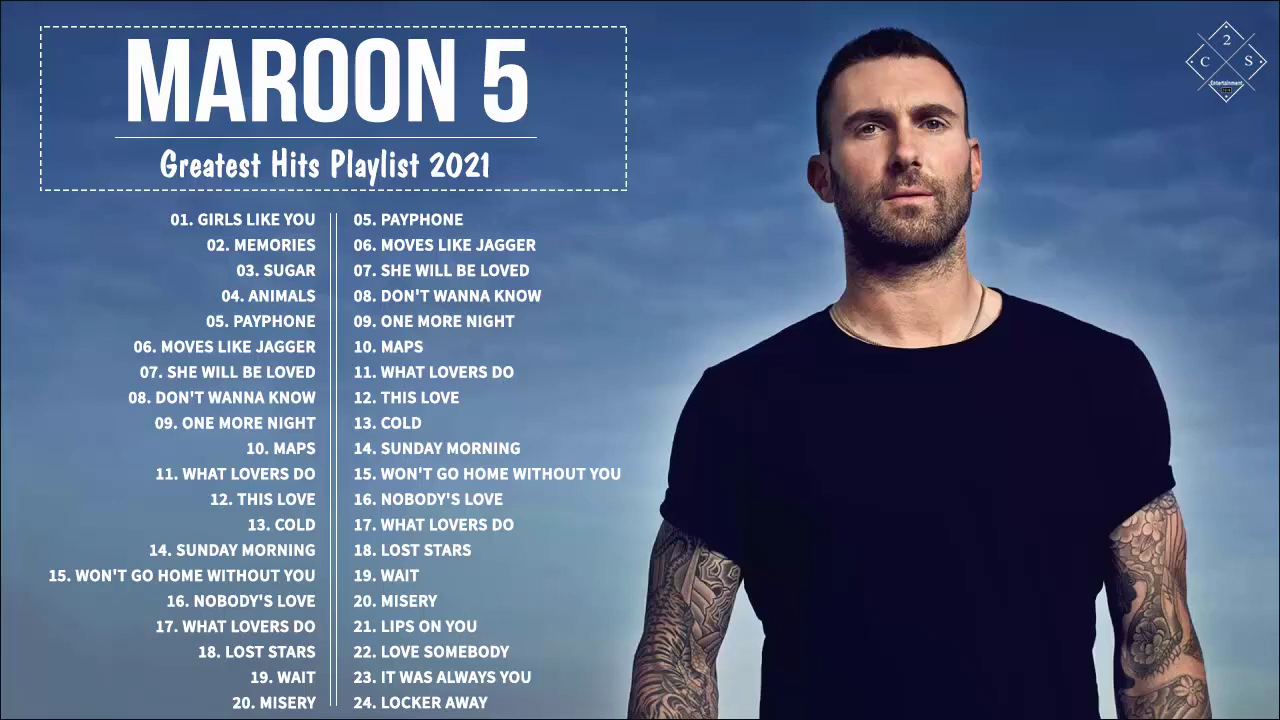 MAROON 5
Greatest Hits Playlist 2021
01. GIRLS LIKE YOU
02. MEMORIES
03. SUGAR
04. ANIMALS
05. PAYPHONE
06. MOVES LIKE JAGGER
07. SHE WILL BE LOVED
08. DON'T WANNA KNOW
09. ONE MORE NIGHT
10. MAPS
11. WHAT LOVERS DO
12. THIS LOVE
13. COLD
14. SUNDAY MORNING
15. WON'T GO HOME WITHOUT YOU
16. NOBODY'S LOVE
17. WHAT LOVERS DO
18. LOST STARS
19. WAIT
20. MISERY
05. PAYPHONE
06. MOVES LIKE JAGGER
07. SHE WILL BE LOVED
08. DON'T WANNA KNOW
09. ONE MORE NIGHT
10. MAPS
11. WHAT LOVERS DO
12. THIS LOVE
13. COLD
14. SUNDAY MORNING
15. WON'T GO HOME WITHOUT YOU
16. NOBODY'S LOVE
17. WHAT LOVERS DO
18. LOST STARS
19. WAIT
20. MISERY
21. LIPS ON YOU
22. LOVE SOMEBODY
23. IT WAS ALWAYS YOU
24. LOCKER AWAY
2
C S
Entertainment